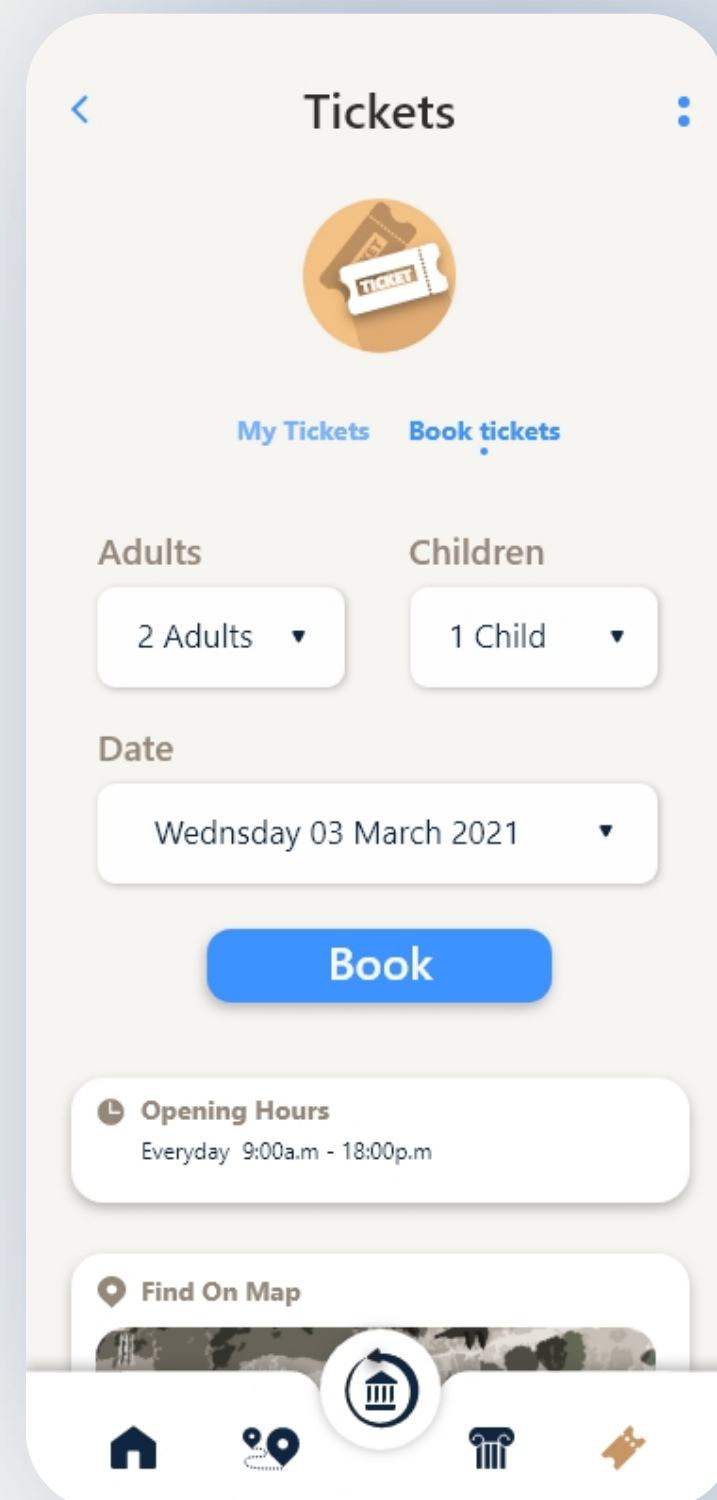 Tickets
TICKET
My Tickets Book tickets
Adults Children
2 Adults 1 Child
Date
Wednsday 03 March 2021
Book
Opening Hours
Everyday 9:00a.m - 18:00p.m
Find On Map